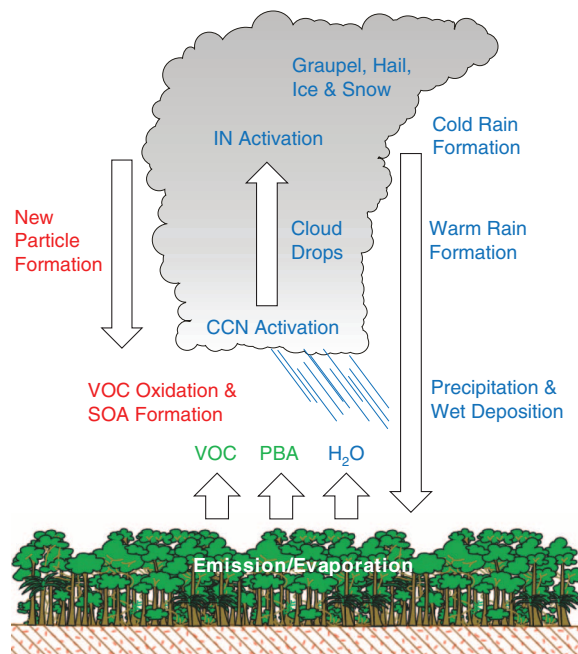 Graupel, Hail,
Ice & Snow
IN Activation
Cold Rain
Formation
New
Particle
Formation
Cloud
Drops
Warm Rain
Formation
CCN Activation
VOC Oxidation &
SOA Formation
Precipitation &
Wet Deposition
VOC PBA H₂O
Emission/Evaporation